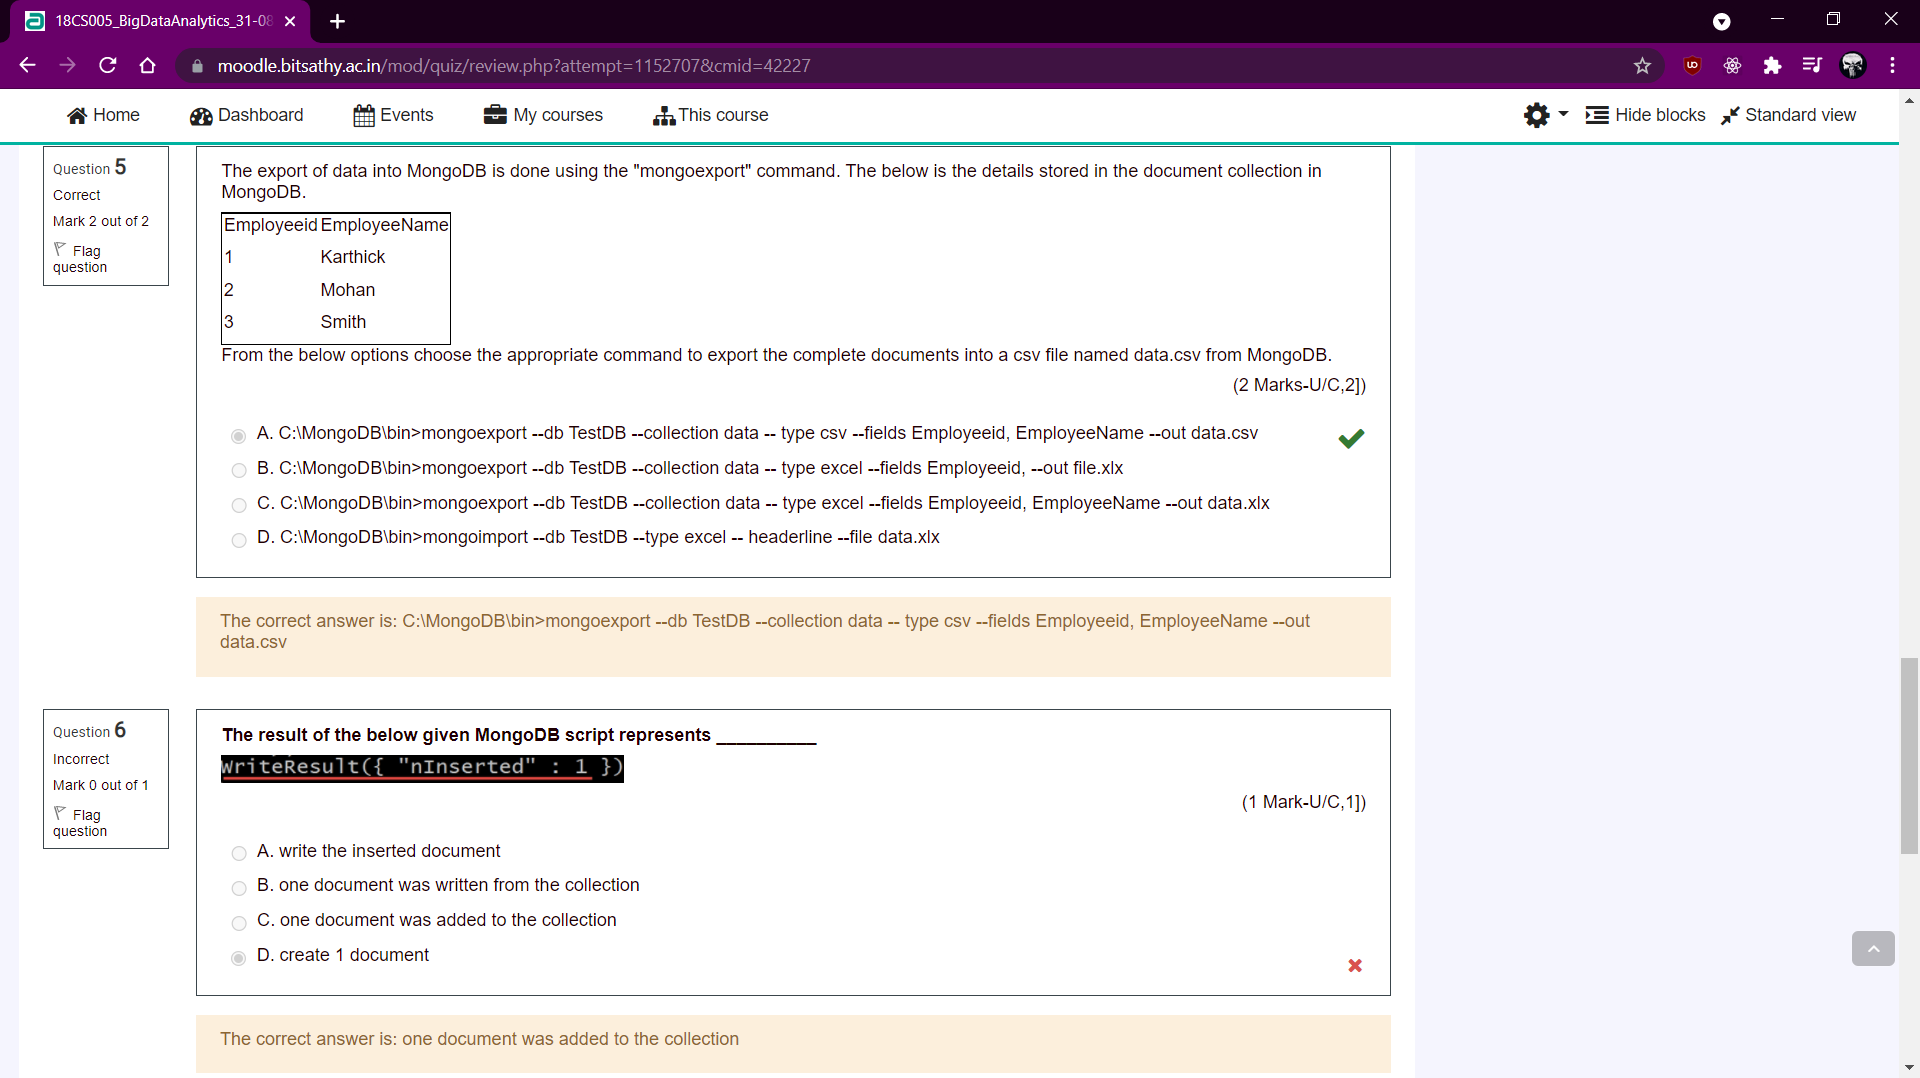 18CS005_BigDataAnalytics_31-08
moodle.bitsathy.ac.in/mod/quiz/review.php?attempt=1152707&cmid=42227
Home Dashboard Events My courses This course Hide blocks Standard view
Question 5
Correct
Mark 2 out of 2
Flag question
The export of data into MongoDB is done using the "mongoexport" command. The below is the details stored in the document collection in
MongoDB.
Employeeid EmployeeName
1 Karthick
2 Mohan
3 Smith
From the below options choose the appropriate command to export the complete documents into a csv file named data.csv from MongoDB.
(2 Marks-U/C,2])
A. C:\MongoDB\bin>mongoexport --db TestDB --collection data -- type csv --fields Employeeid, EmployeeName --out data.csv
B. C:\MongoDB\bin>mongoexport --db TestDB --collection data -- type excel --fields Employeeid, --out file.xlx
C. C:\MongoDB\bin>mongoexport --db TestDB --collection data -- type excel --fields Employeeid, EmployeeName --out data.xlx
D. C:\MongoDB\bin>mongoimport --db TestDB --type excel -- headerline --file data.xlx
The correct answer is: C:\MongoDB\bin>mongoexport --db TestDB --collection data -- type csv --fields Employeeid, EmployeeName --out
data.csv
Question 6
Incorrect
Mark 0 out of 1
Flag question
The result of the below given MongoDB script represents __________
WriteResult({ "nInserted" : 1 })
(1 Mark-U/C,1])
A. write the inserted document
B. one document was written from the collection
C. one document was added to the collection
D. create 1 document
The correct answer is: one document was added to the collection